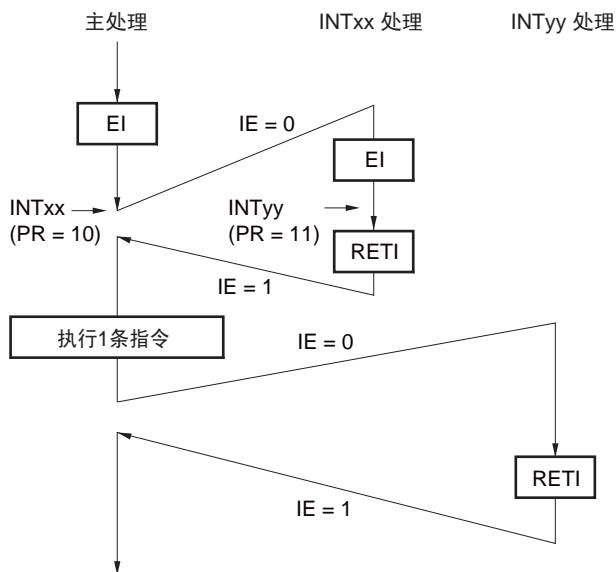 主处理
INTxx 处理
INTyy 处理
EI
IE = 0
EI
INTxx
(PR = 10)
INTyy
(PR = 11)
RETI
IE = 1
执行1条指令
IE = 0
RETI
IE = 1